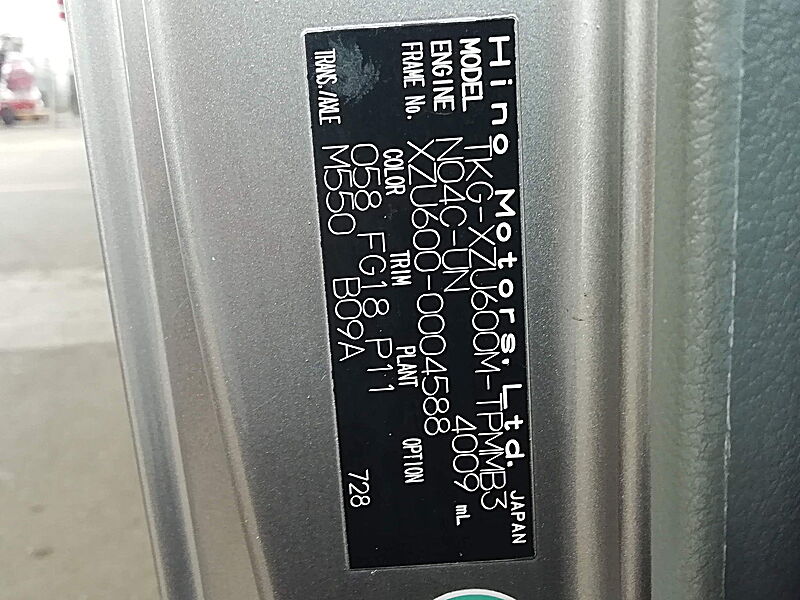 Hino Motors, Ltd. JAPAN
MODEL TKG-XZU600M-TPMMB3
ENGINE N04C-UN 4009 mL
FRAME No. XZU600-0004588
COLOR TRIM PLANT OPTION
058 FG18 P11
TRANS./AXLE M550 B09A 728